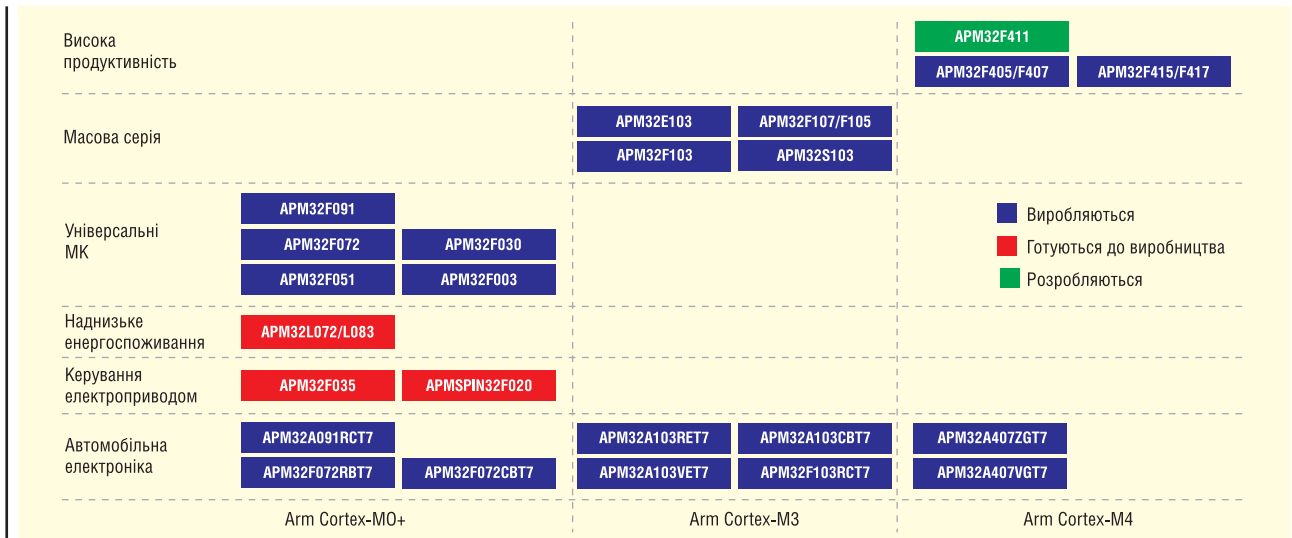 Висока
продуктивність
APM32F411
APM32F405/F407
APM32F415/F417
Масова серія
APM32E103
APM32F107/F105
APM32F103
APM32S103
Універсальні
МК
APM32F091
APM32F072
APM32F030
APM32F051
APM32F003
Виробляються
Готуються до виробництва
Розробляються
Наднизьке
енергоспоживання
APM32L072/L083
Керування
електроприводом
APM32F035
APMSPIN32F020
Автомобільна
електроніка
APM32A091RCT7
APM32A103RET7
APM32A103CBT7
APM32A407ZGT7
APM32F072RBT7
APM32F072CBT7
APM32A103VET7
APM32F103RCT7
APM32A407VGT7
Arm Cortex-M0+
Arm Cortex-M3
Arm Cortex-M4